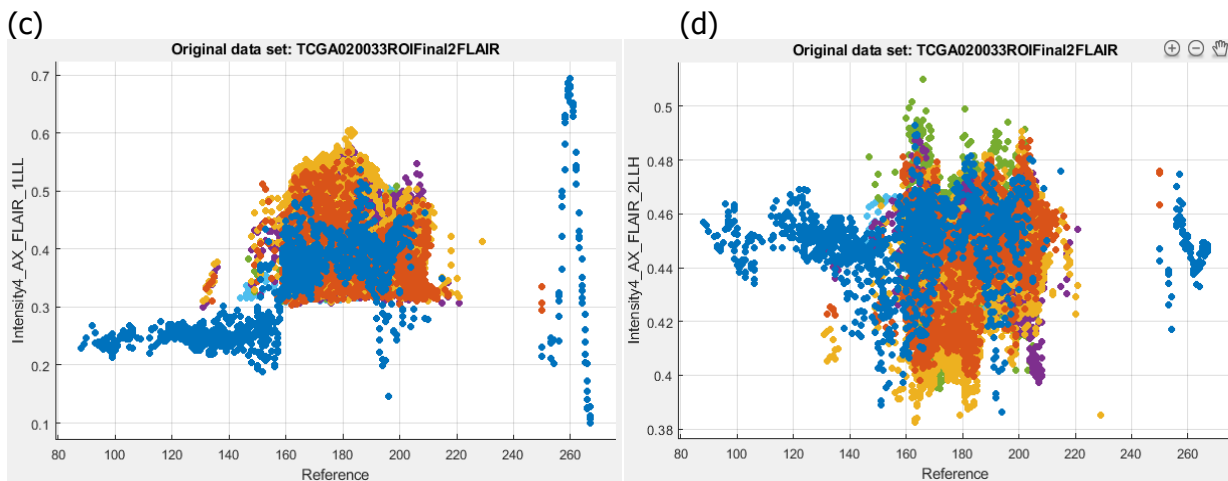 (c)
Original data set: TCGA020033ROIFinal2FLAIR
Intensity4_AX_FLAIR_1LL
0.7
0.6
0.5
0.4
0.3
0.2
0.1
80 100 120 140 160 180 200 220 240 260
Reference
(d)
Original data set: TCGA020033ROIFinal2FLAIR
Intensity4_AX_FLAIR_2LLH
0.5
0.48
0.46
0.44
0.42
0.4
0.38
80 100 120 140 160 180 200 220 240 260
Reference